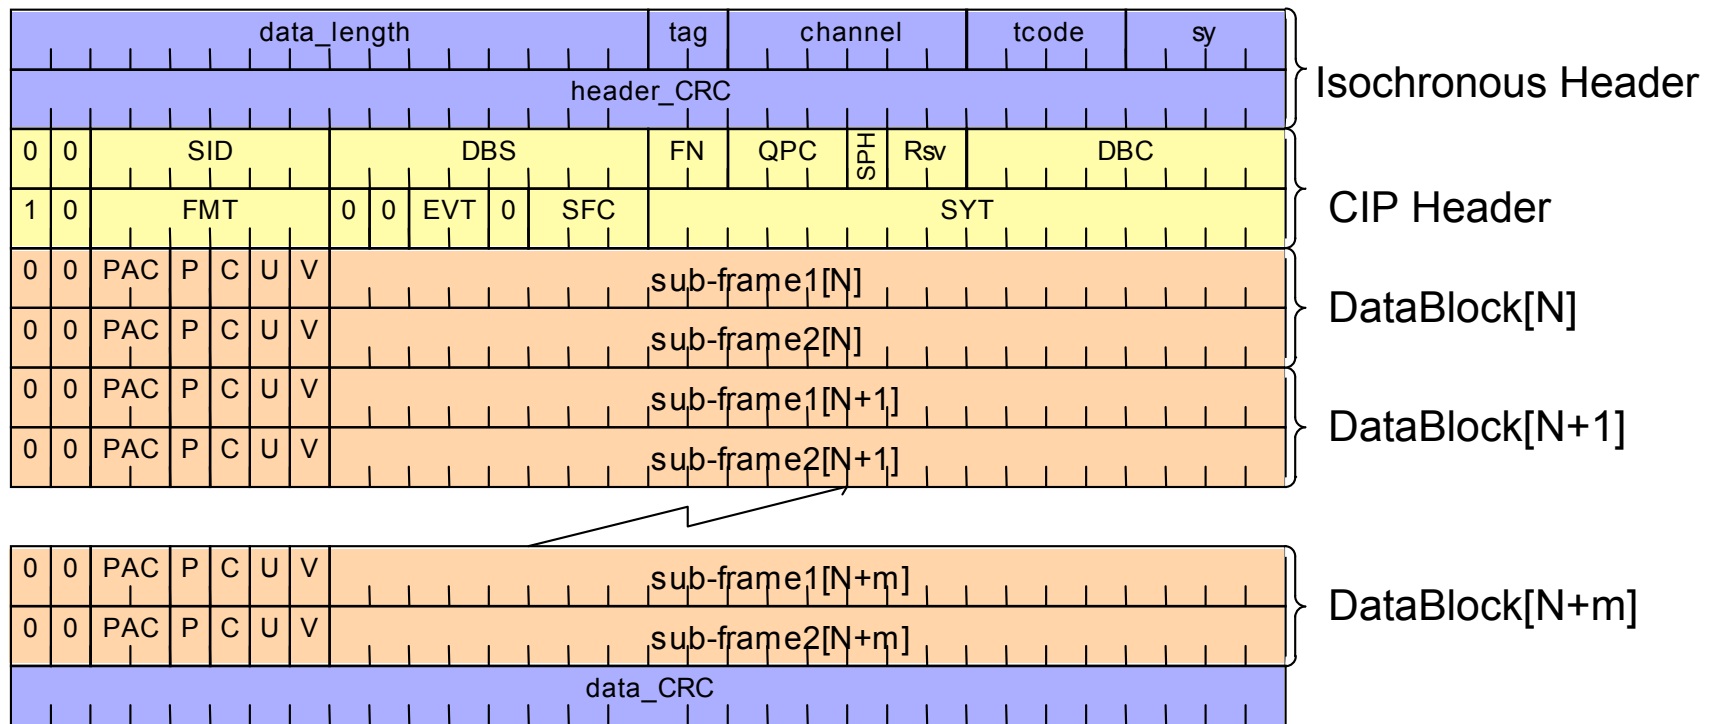 data_length tag channel tcode sy
header_CRC
Isochronous Header
0 0 SID DBS FN QPC SPH Rsv DBC
1 0 FMT 0 0 EVT 0 SFC SYT
CIP Header
0 0 PAC P C U V sub-frame1[N]
0 0 PAC P C U V sub-frame2[N]
DataBlock[N]
0 0 PAC P C U V sub-frame1[N+1]
0 0 PAC P C U V sub-frame2[N+1]
DataBlock[N+1]
0 0 PAC P C U V sub-frame1[N+m]
0 0 PAC P C U V sub-frame2[N+m]
DataBlock[N+m]
data_CRC